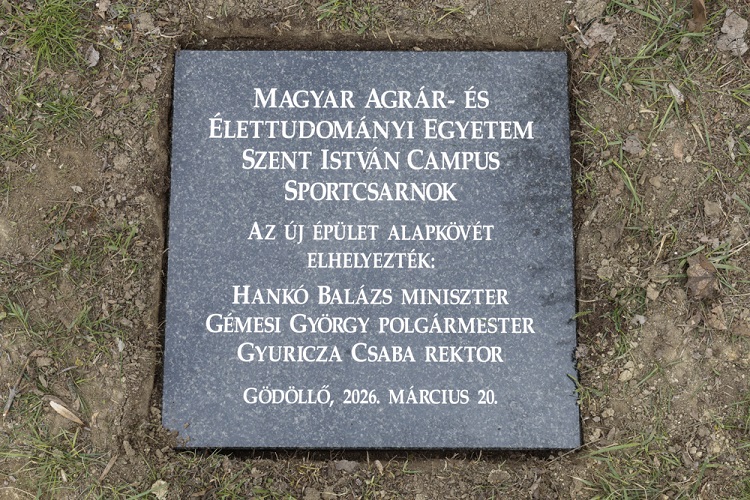 MAGYAR AGRÁR- ÉS
ÉLETTUDOMÁNYI EGYETEM
SZENT ISTVÁN CAMPUS
SPORTCSARNOK
AZ ÚJ ÉPÜLET ALAPKÖVÉT
ELHELYEZTÉK:
HANKÓ BALÁZS MINISZTER
GÉMESI GYÖRGY POLGÁRMESTER
GYURICZA CSABA REKTOR
GÖDÖLLŐ, 2026. MÁRCIUS 20.